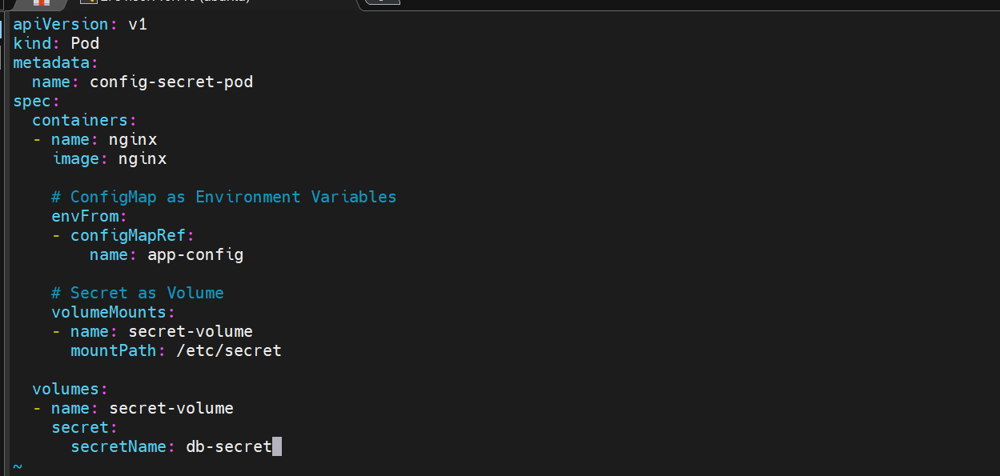 apiVersion: v1
kind: Pod
metadata:
  name: config-secret-pod
spec:
  containers:
  - name: nginx
    image: nginx

    # ConfigMap as Environment Variables
    envFrom:
    - configMapRef:
        name: app-config

    # Secret as Volume
    volumeMounts:
    - name: secret-volume
      mountPath: /etc/secret

  volumes:
  - name: secret-volume
    secret:
      secretName: db-secret
~